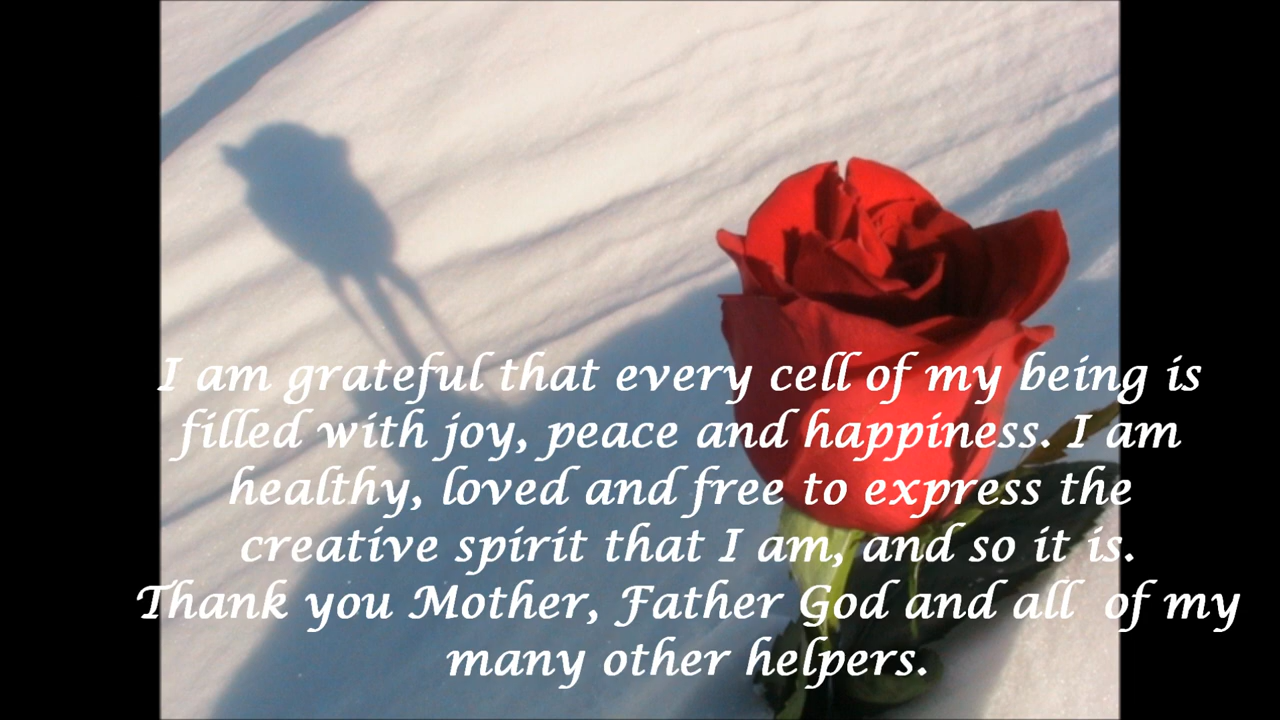 I am grateful that every cell of my being is
filled with joy, peace and happiness. I am
healthy, loved and free to express the
creative spirit that I am, and so it is.
Thank you Mother, Father God and all of my
many other helpers.